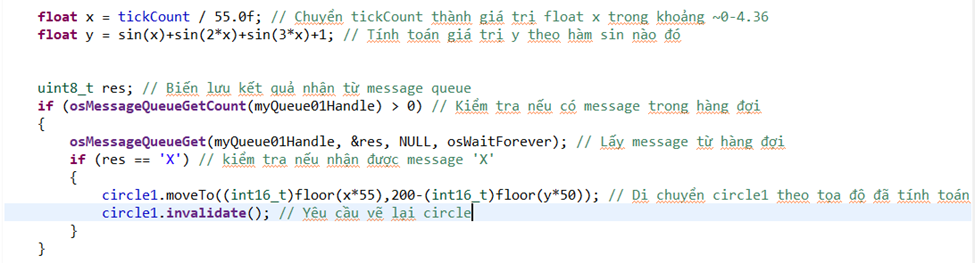 float x = tickCount / 55.0f; // Chuyển tickCount thành giá trị float x trong khoảng ~0-4.36
float y = sin(x)+sin(2*x)+sin(3*x)+1; // Tính toán giá trị y theo hàm sin nào đó
uint8_t res; // Biến lưu kết quả nhận từ message queue
if (osMessageQueueGetCount(myQueue01Handle) > 0) // Kiểm tra nếu có message trong hàng đợi
{
osMessageQueueGet(myQueue01Handle, &res, NULL, osWaitForever); // Lấy message từ hàng đợi
if (res == 'X') // kiểm tra nếu nhận được message 'X'
{
circle1.moveTo((int16_t)floor(x*55),200-(int16_t)floor(y*50)); // Di chuyển circle1 theo tọa độ đã tính toán
circle1.invalidate(); // Yêu cầu vẽ lại circle
}
}